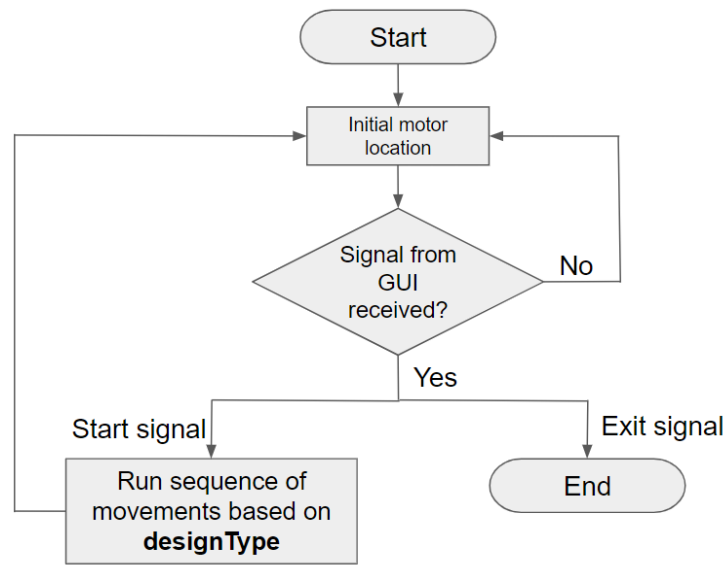 Start
Initial motor
location
Signal from
GUI
received?
No
Yes
Start signal
Exit signal
Run sequence of
movements based on
designType
End